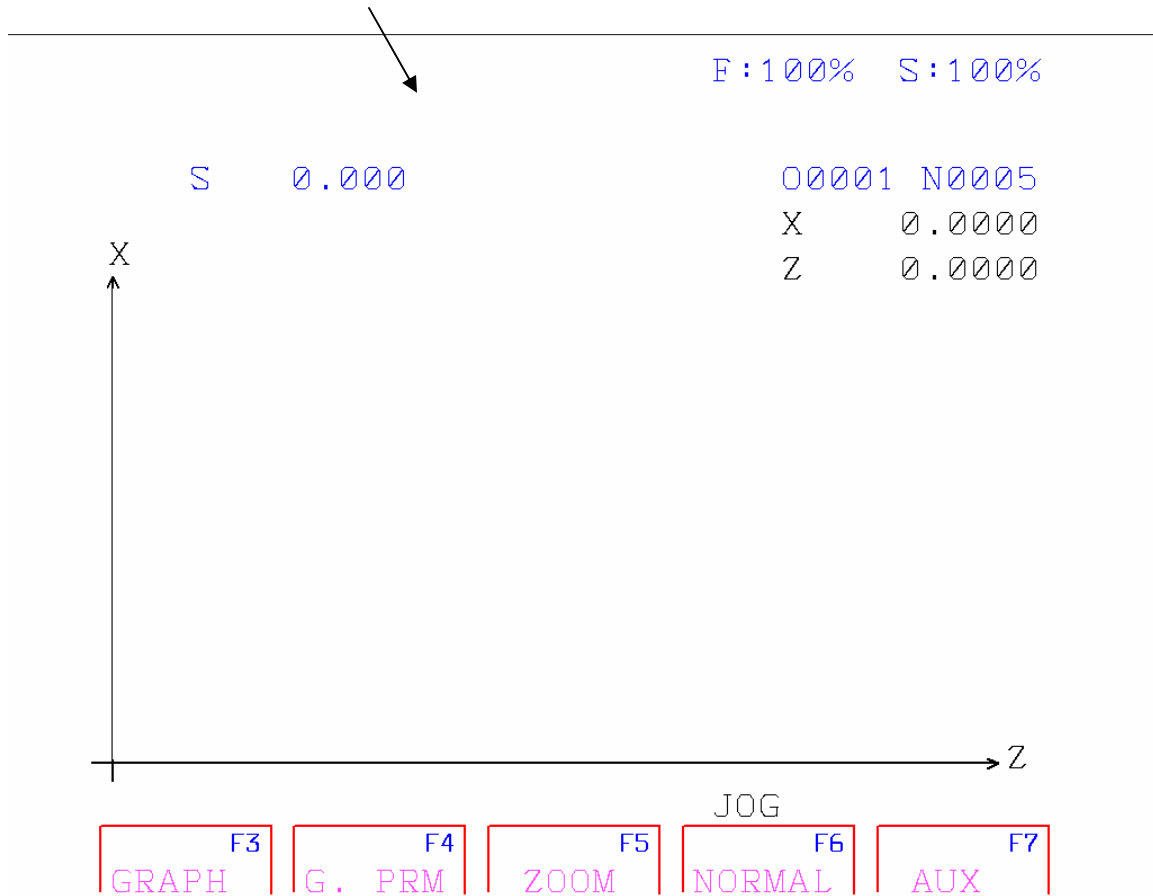 F:100% S:100%
S 0.000
O0001 N0005
X 0.0000
Z 0.0000
X
Z
JOG
F3 F4 F5 F6 F7
GRAPH G. PRM ZOOM NORMAL AUX